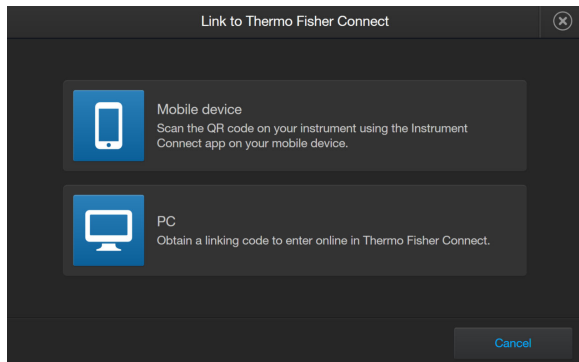 Link to Thermo Fisher Connect
Mobile device
Scan the QR code on your instrument using the Instrument
Connect app on your mobile device.
PC
Obtain a linking code to enter online in Thermo Fisher Connect.
Cancel